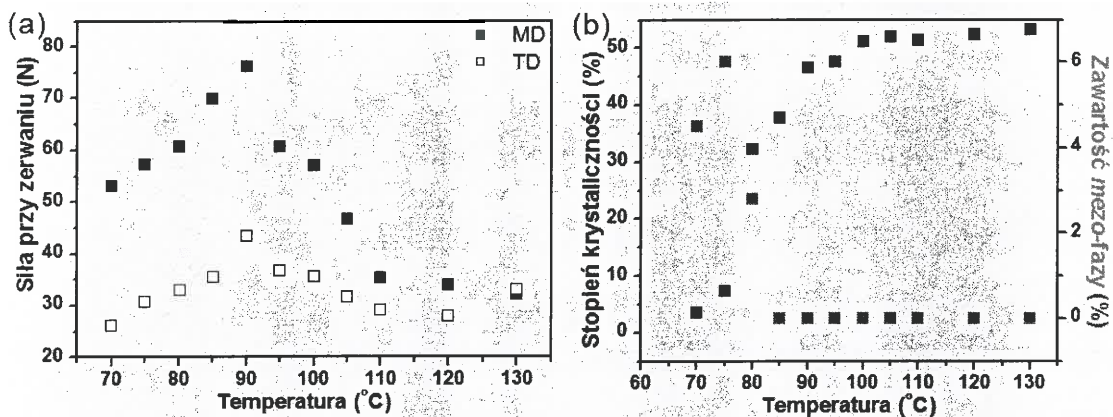 (a)
MD
TD
Siła przy zerwaniu (N)
80
70
60
50
40
30
20
70 80 90 100 110 120 130
Temperatura (°C)
(b)
Stopień krystaliczności (%)
50
40
30
20
10
0
60 70 80 90 100 110 120 130
Temperatura (°C)
Zawartość mezo-fazy (%)
6
4
2
0